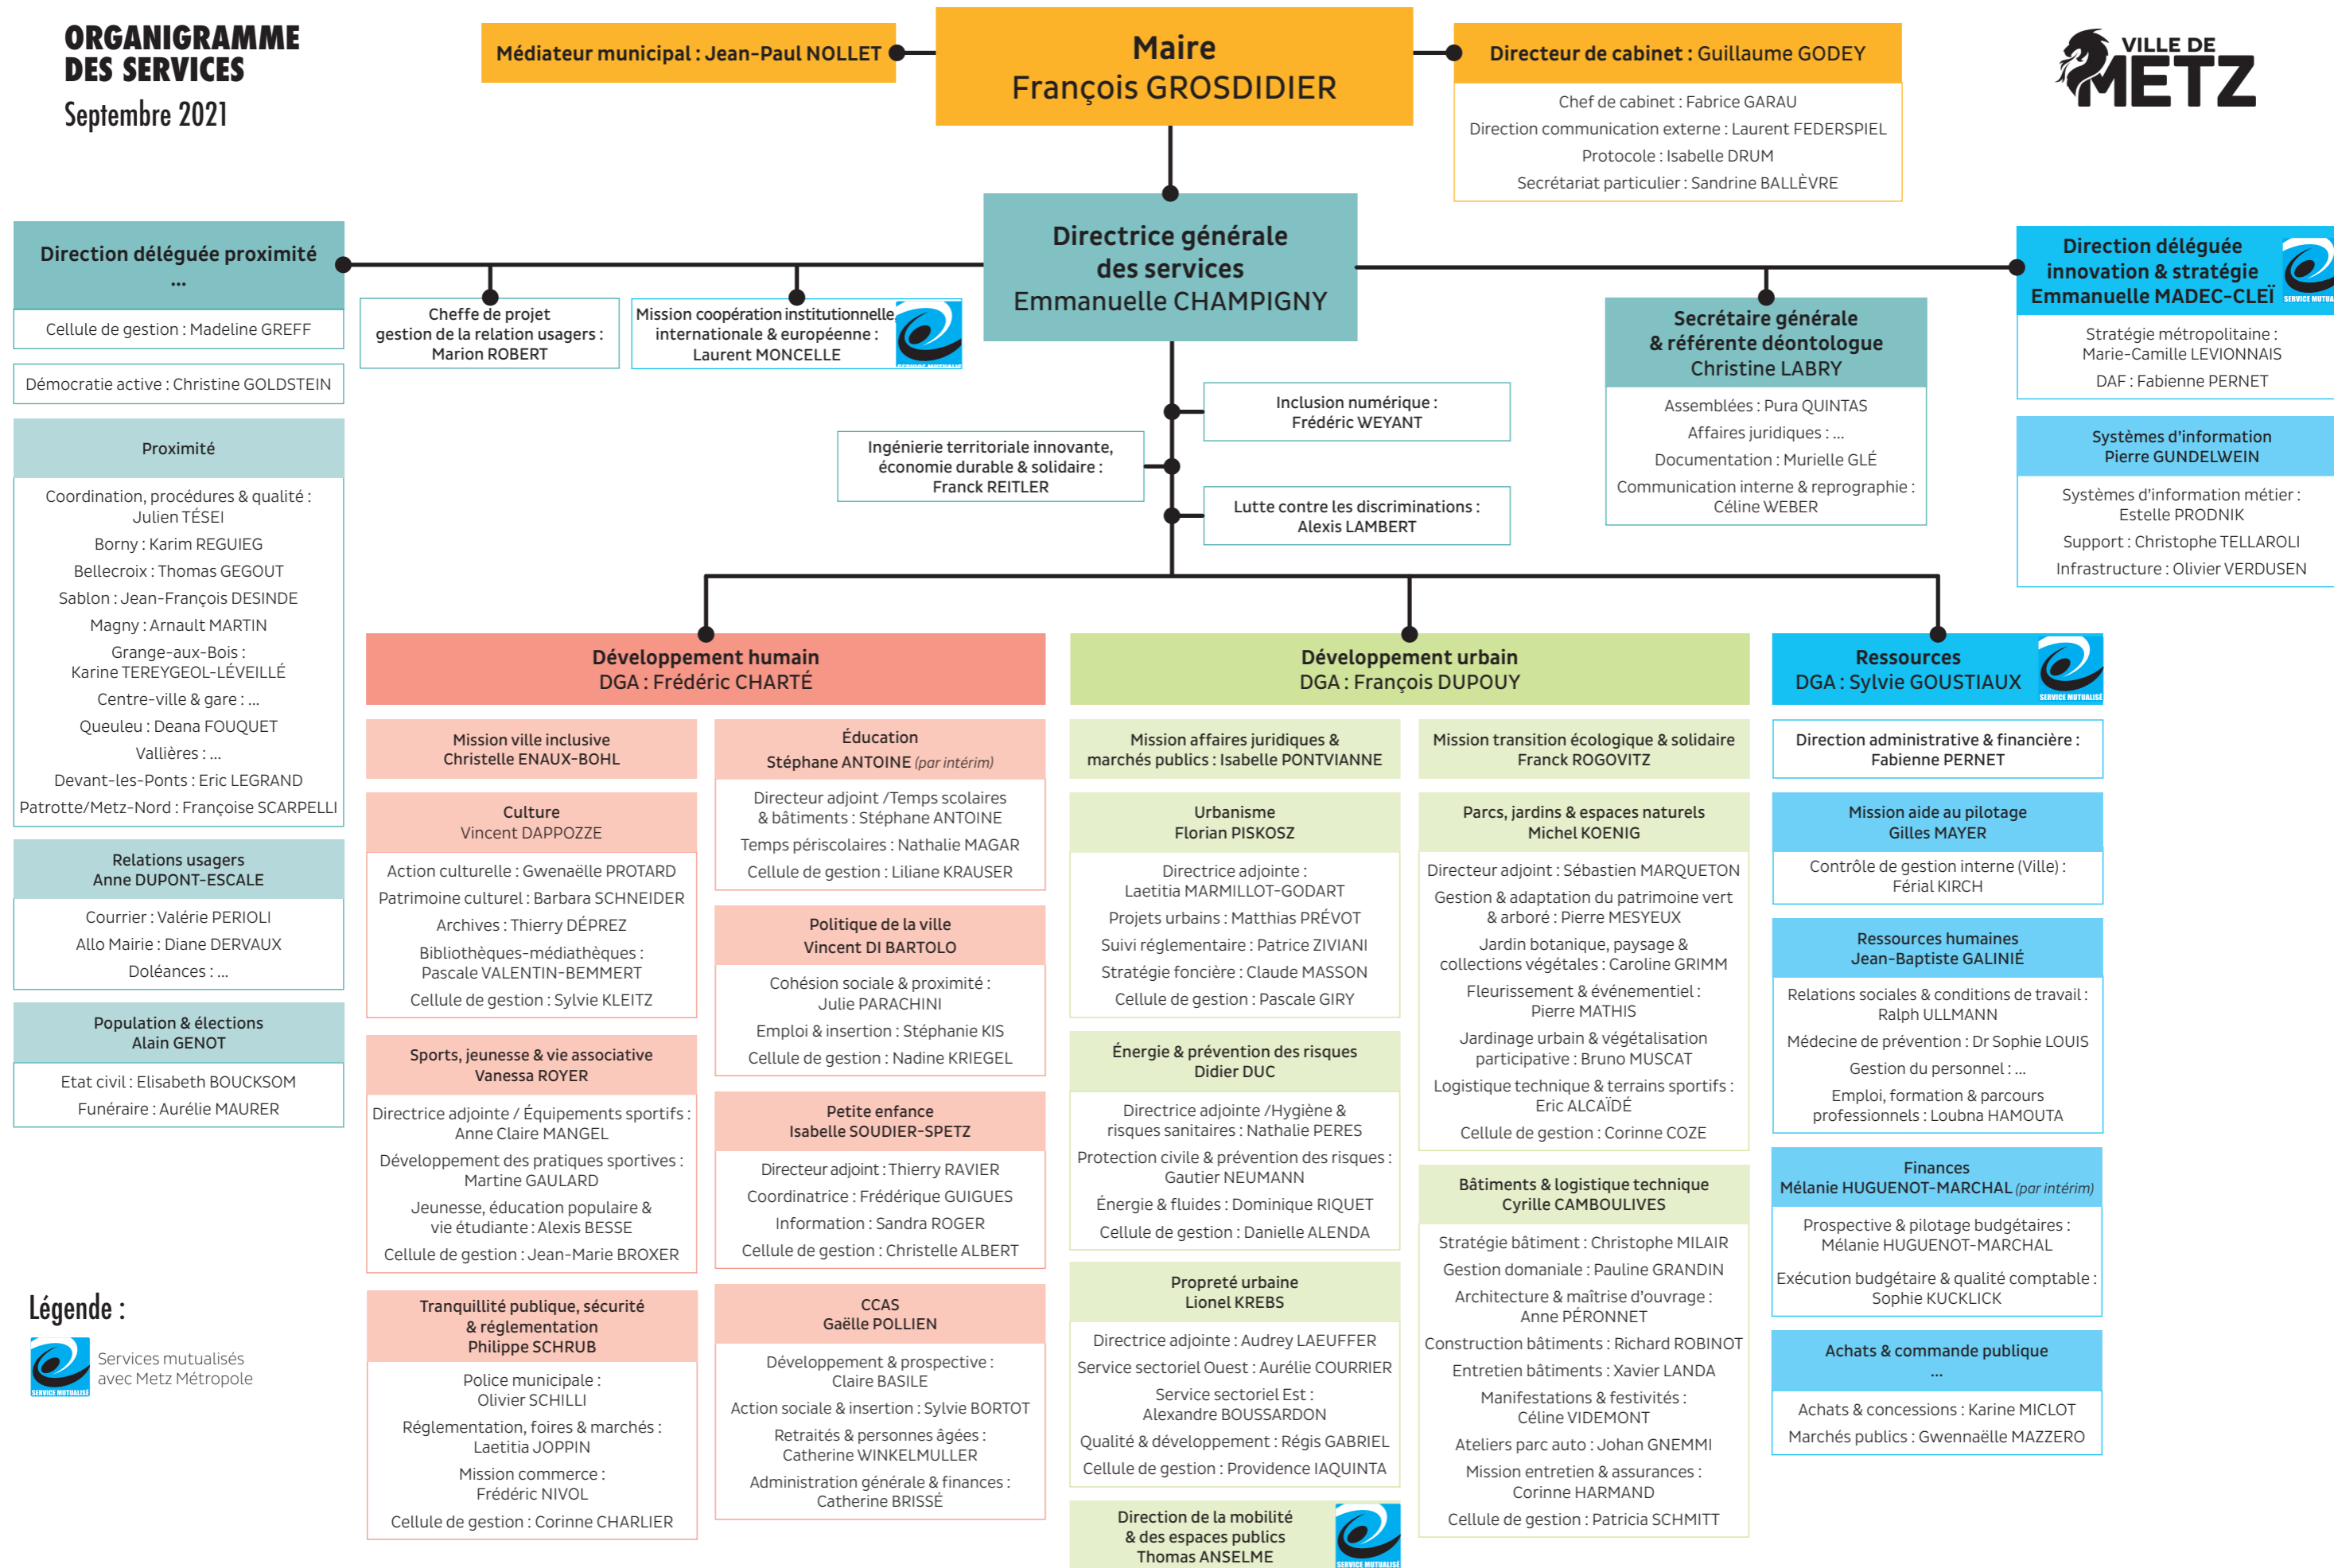 ORGANIGRAMME
DES SERVICES
Septembre 2021
Médiateur municipal : Jean-Paul NOLLET
Maire
François GROSDIDIER
Directeur de cabinet : Guillaume GODEY
Chef de cabinet : Fabrice GARAU
Direction communication externe : Laurent FEDERSPIEL
Protocole : Isabelle DRUM
Secrétariat particulier : Sandrine BALLÈVRE
VILLE DE
METZ
Directrice générale
des services
Emmanuelle CHAMPIGNY
Direction déléguée proximité
...
Cellule de gestion : Madeline GREFF
Démocratie active : Christine GOLDSTEIN
Proximité
Coordination, procédures & qualité :
Julien TÉSEI
Borny : Karim REGUIEG
Bellecroix : Thomas GEGOUT
Sablon : Jean-François DESINDE
Magny : Arnault MARTIN
Grange-aux-Bois :
Karine TEREYGEOL-LÉVEILLÉ
Centre-ville & gare : ...
Queuleu : Deana FOUQUET
Vallières : ...
Devant-les-Ponts : Eric LEGRAND
Patrotte/Metz-Nord : Françoise SCARPELLI
Relations usagers
Anne DUPONT-ESCALE
Courrier : Valérie PERIOLI
Allo Mairie : Diane DERVAUX
Doléances : ...
Population & élections
Alain GENOT
Etat civil : Elisabeth BOUCKSOM
Funéraire : Aurélie MAURER
Cheffe de projet
gestion de la relation usagers :
Marion ROBERT
Mission coopération institutionnelle,
internationale & européenne :
Laurent MONCELLE
Inclusion numérique :
Frédéric WEYANT
Ingénierie territoriale innovante,
économie durable & solidaire :
Franck REITLER
Lutte contre les discriminations :
Alexis LAMBERT
Secrétaire générale
& référente déontologue
Christine LABRY
Assemblées : Pura QUINTAS
Affaires juridiques : ...
Documentation : Murielle GLÉ
Communication interne & reprographie :
Céline WEBER
Direction déléguée
innovation & stratégie
Emmanuelle MADEC-CLEÏ
Stratégie métropolitaine :
Marie-Camille LEVIONNAIS
DAF : Fabienne PERNET
Systèmes d'information
Pierre GUNDELWEIN
Systèmes d'information métier :
Estelle PRODNIK
Support : Christophe TELLAROLI
Infrastructure : Olivier VERDUSEN
Développement humain
DGA : Frédéric CHARTÉ
Mission ville inclusive
Christelle ENAUX-BOHL
Culture
Vincent DAPPOZZE
Action culturelle : Gwenaëlle PROTARD
Patrimoine culturel : Barbara SCHNEIDER
Archives : Thierry DÉPREZ
Bibliothèques-médiathèques :
Pascale VALENTIN-BEMMERT
Cellule de gestion : Sylvie KLEITZ
Sports, jeunesse & vie associative
Vanessa ROYER
Directrice adjointe / Équipements sportifs :
Anne Claire MANGEL
Développement des pratiques sportives :
Martine GAULARD
Jeunesse, éducation populaire &
vie étudiante : Alexis BESSE
Cellule de gestion : Jean-Marie BROXER
Tranquillité publique, sécurité
& réglementation
Philippe SCHRUB
Police municipale :
Olivier SCHILLI
Réglementation, foires & marchés :
Laetitia JOPPIN
Mission commerce :
Frédéric NIVOL
Cellule de gestion : Corinne CHARLIER
Éducation
Stéphane ANTOINE (par intérim)
Directeur adjoint /Temps scolaires
& bâtiments : Stéphane ANTOINE
Temps périscolaires : Nathalie MAGAR
Cellule de gestion : Liliane KRAUSER
Politique de la ville
Vincent DI BARTOLO
Cohésion sociale & proximité :
Julie PARACHINI
Emploi & insertion : Stéphanie KIS
Cellule de gestion : Nadine KRIEGEL
Petite enfance
Isabelle SOUDIER-SPETZ
Directeur adjoint : Thierry RAVIER
Coordinatrice : Frédérique GUIGUES
Information : Sandra ROGER
Cellule de gestion : Christelle ALBERT
CCAS
Gaëlle POLLIEN
Développement & prospective :
Claire BASILE
Action sociale & insertion : Sylvie BORTOT
Retraités & personnes âgées :
Catherine WINKELMULLER
Administration générale & finances :
Catherine BRISSÉ
Développement urbain
DGA : François DUPOUY
Mission affaires juridiques &
marchés publics : Isabelle PONTVIANNE
Urbanisme
Florian PISKOSZ
Directrice adjointe :
Laetitia MARMILLOT-GODART
Projets urbains : Matthias PRÉVOT
Suivi réglementaire : Patrice ZIVIANI
Stratégie foncière : Claude MASSON
Cellule de gestion : Pascale GIRY
Énergie & prévention des risques
Didier DUC
Directrice adjointe /Hygiène &
risques sanitaires : Nathalie PERES
Protection civile & prévention des risques :
Gautier NEUMANN
Énergie & fluides : Dominique RIQUET
Cellule de gestion : Danielle ALENDA
Propreté urbaine
Lionel KREBS
Directrice adjointe : Audrey LAEUFFER
Service sectoriel Ouest : Aurélie COURRIER
Service sectoriel Est :
Alexandre BOUSSARDON
Qualité & développement : Régis GABRIEL
Cellule de gestion : Providence IAQUINTA
Direction de la mobilité
& des espaces publics
Thomas ANSELME
SERVICE MUTUALISÉ
Mission transition écologique & solidaire
Franck ROGOVITZ
Parcs, jardins & espaces naturels
Michel KOENIG
Directeur adjoint : Sébastien MARQUETON
Gestion & adaptation du patrimoine vert
& arboré : Pierre MESYEUX
Jardin botanique, paysage &
collections végétales : Caroline GRIMM
Fleurissement & événementiel :
Pierre MATHIS
Jardinage urbain & végétalisation
participative : Bruno MUSCAT
Logistique technique & terrains sportifs :
Eric ALCAÏDÉ
Cellule de gestion : Corinne COZE
Bâtiments & logistique technique
Cyrille CAMBOULIVES
Stratégie bâtiment : Christophe MILAIR
Gestion domaniale : Pauline GRANDIN
Architecture & maîtrise d'ouvrage :
Anne PÉRONNET
Construction bâtiments : Richard ROBINOT
Entretien bâtiments : Xavier LANDA
Manifestations & festivités :
Céline VIDEMONT
Ateliers parc auto : Johan GNEMMI
Mission entretien & assurances :
Corinne HARMAND
Cellule de gestion : Patricia SCHMITT
Ressources
DGA : Sylvie GOUSTIAUX
SERVICE MUTUALISÉ
Direction administrative & financière :
Fabienne PERNET
Mission aide au pilotage
Gilles MAYER
Contrôle de gestion interne (Ville) :
Férial KIRCH
Ressources humaines
Jean-Baptiste GALINIÉ
Relations sociales & conditions de travail :
Ralph ULLMANN
Médecine de prévention : Dr Sophie LOUIS
Gestion du personnel : ...
Emploi, formation & parcours
professionnels : Loubna HAMOUTA
Finances
Mélanie HUGUENOT-MARCHAL (par intérim)
Prospective & pilotage budgétaires :
Mélanie HUGUENOT-MARCHAL
Exécution budgétaire & qualité comptable :
Sophie KUCKLICK
Achats & commande publique
...
Achats & concessions : Karine MICLOT
Marchés publics : Gwennaëlle MAZZERO
Légende :
SERVICE MUTUALISÉ
Services mutualisés
avec Metz Métropole